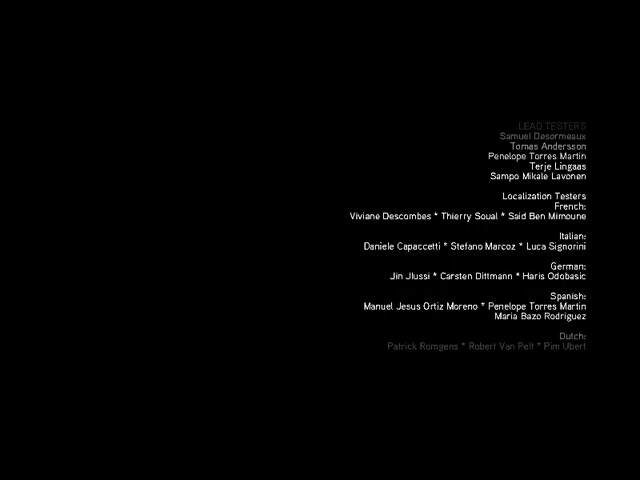 LEAD TESTERS
Samuel Desormeaux
Tomas Andersson
Penelope Torres Martin
Terje Lingaas
Sampo Mikale Lavonen
Localization Testers
French:
Viviane Descombes * Thierry Soual * Said Ben Mimoune
Italian:
Daniele Capaccetti * Stefano Marcoz * Luca Signorini
German:
Jin Jlussi * Carsten Dittmann * Haris Odobasic
Spanish:
Manuel Jesus Ortiz Moreno * Penelope Torres Martin
Maria Bazo Rodriguez
Dutch:
Patrick Romgens * Robert Van Pelt * Pim Ubert